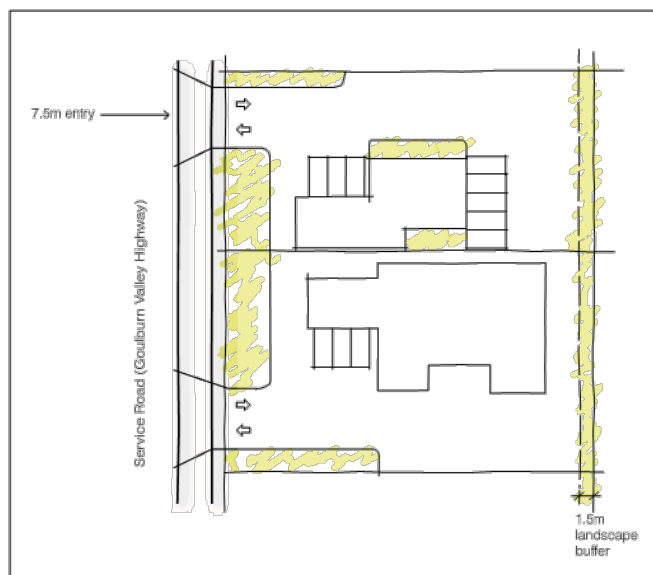 7.5m entry
Service Road (Goulburn Valley Highway)
1.5m
landscape
buffer